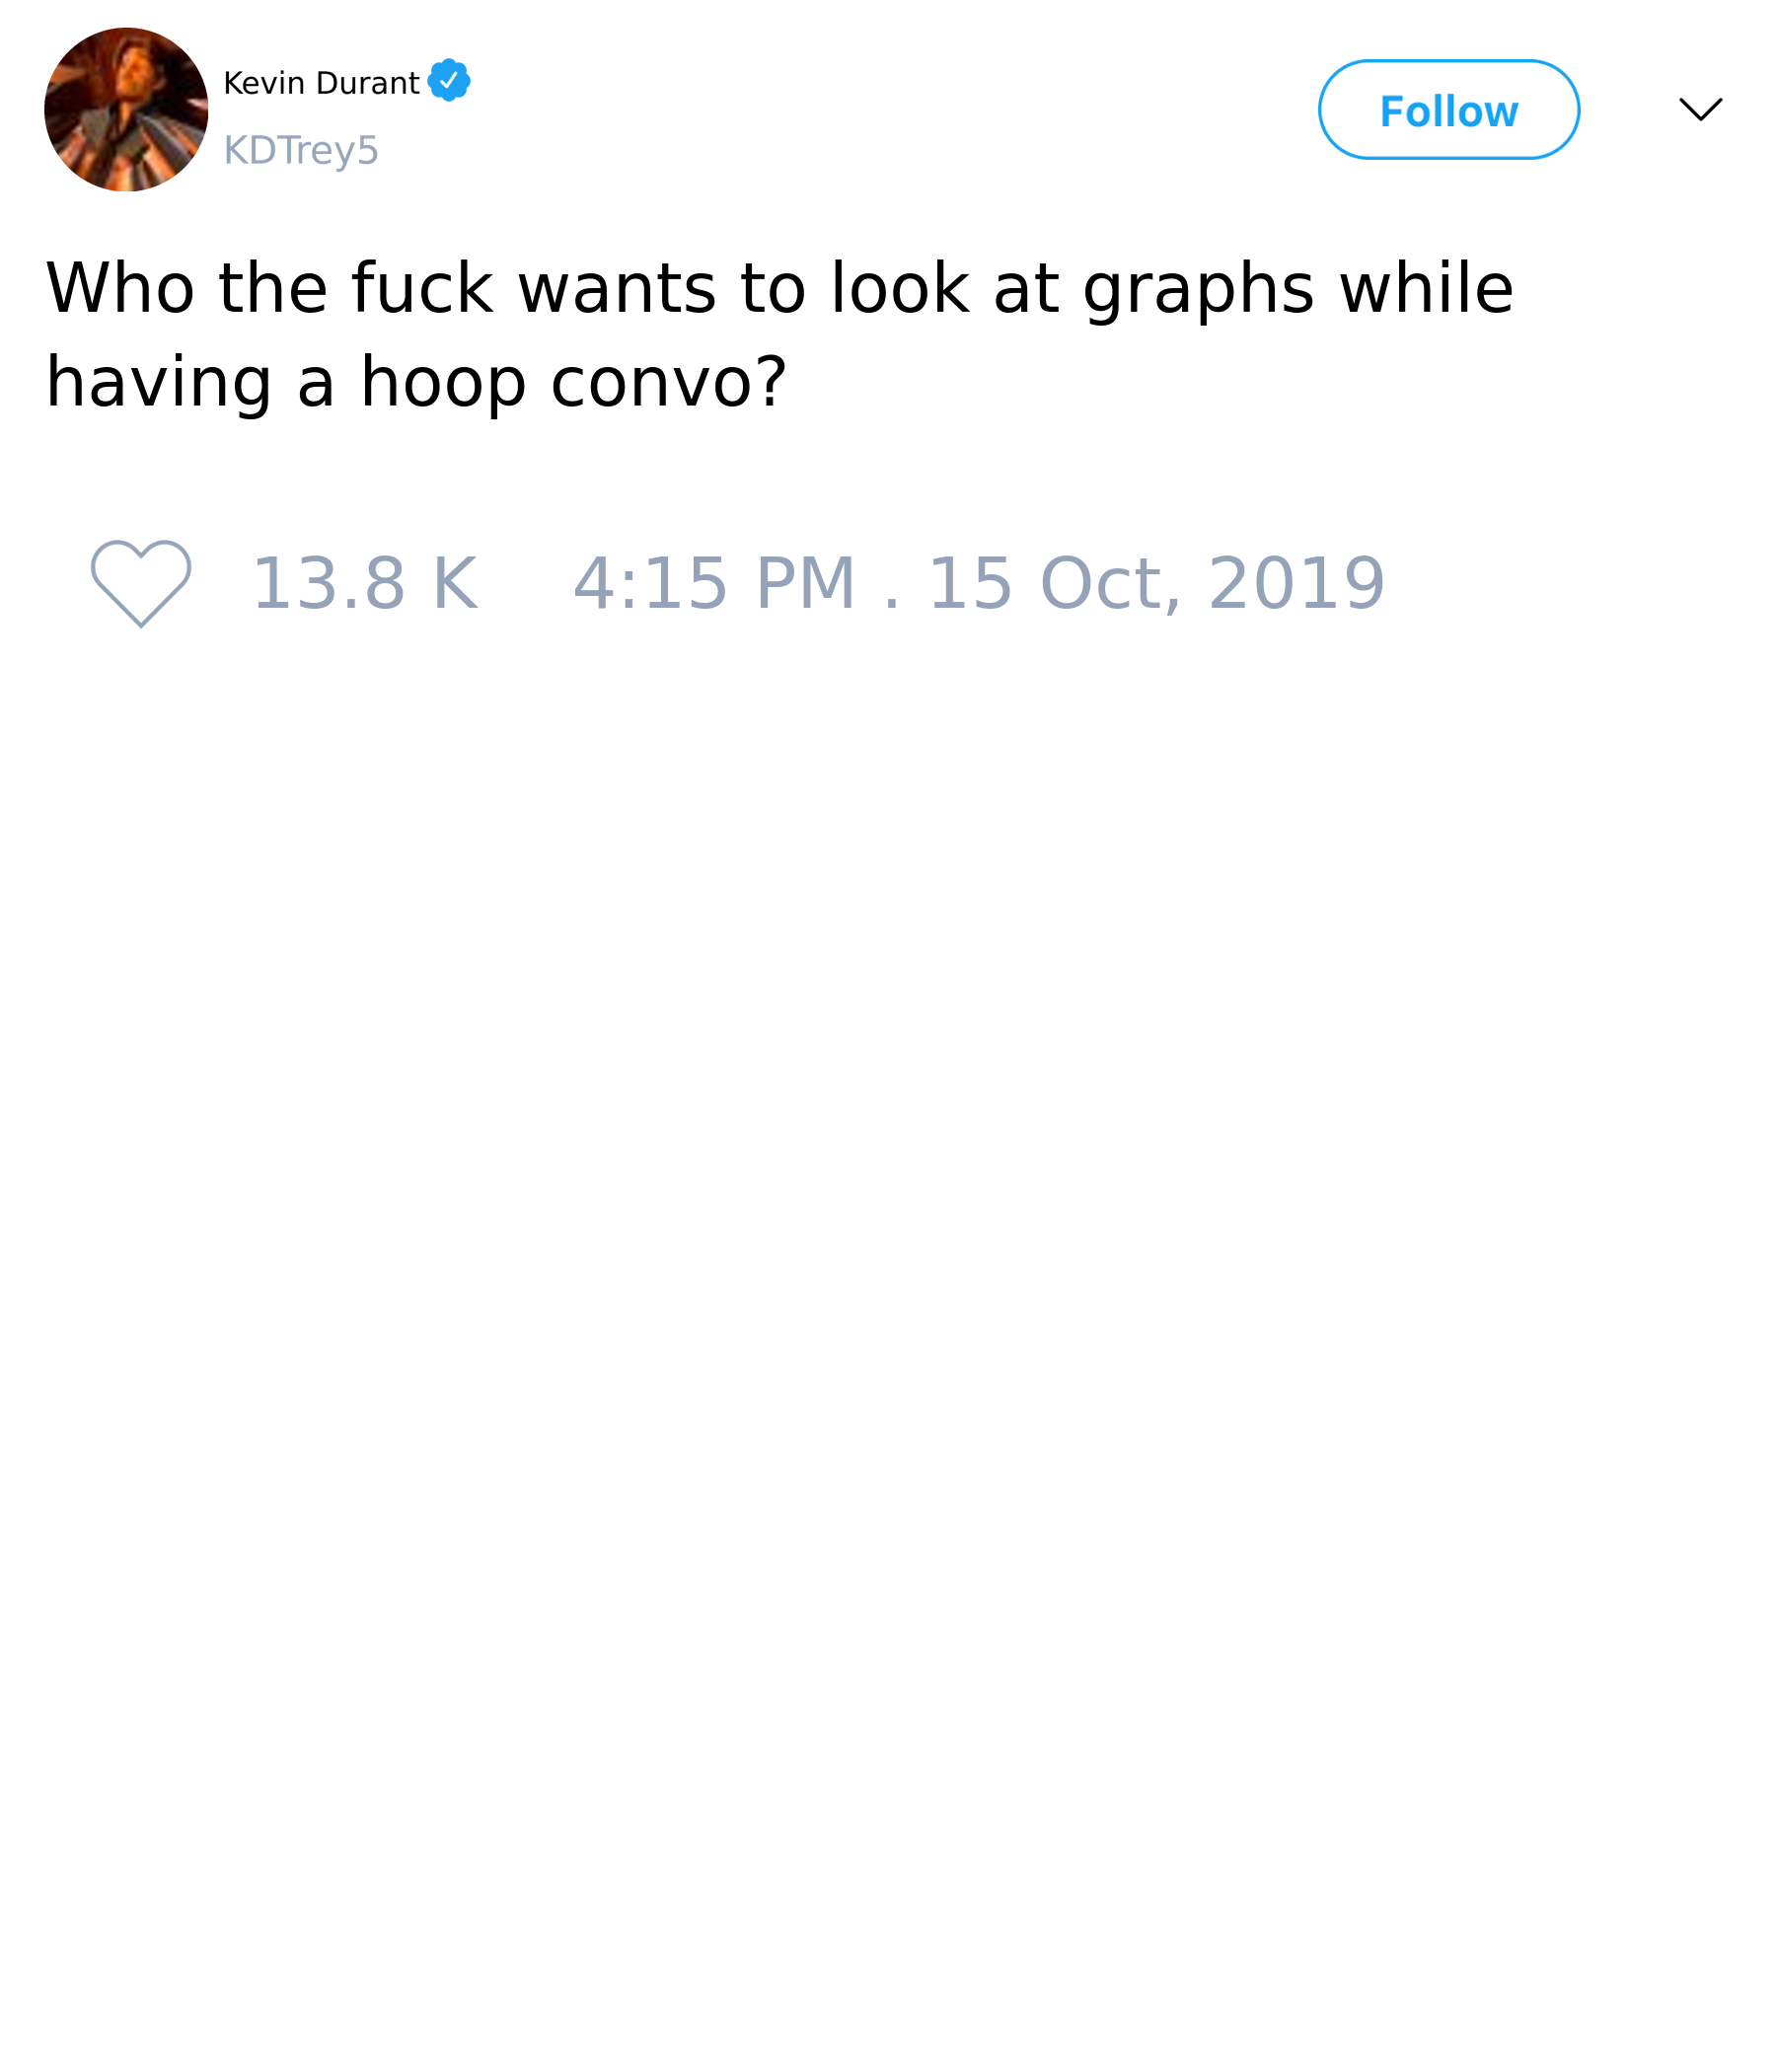 Kevin Durant
KDTrey5
Follow
Who the fuck wants to look at graphs while
having a hoop convo?
13.8 K 4:15 PM . 15 Oct, 2019